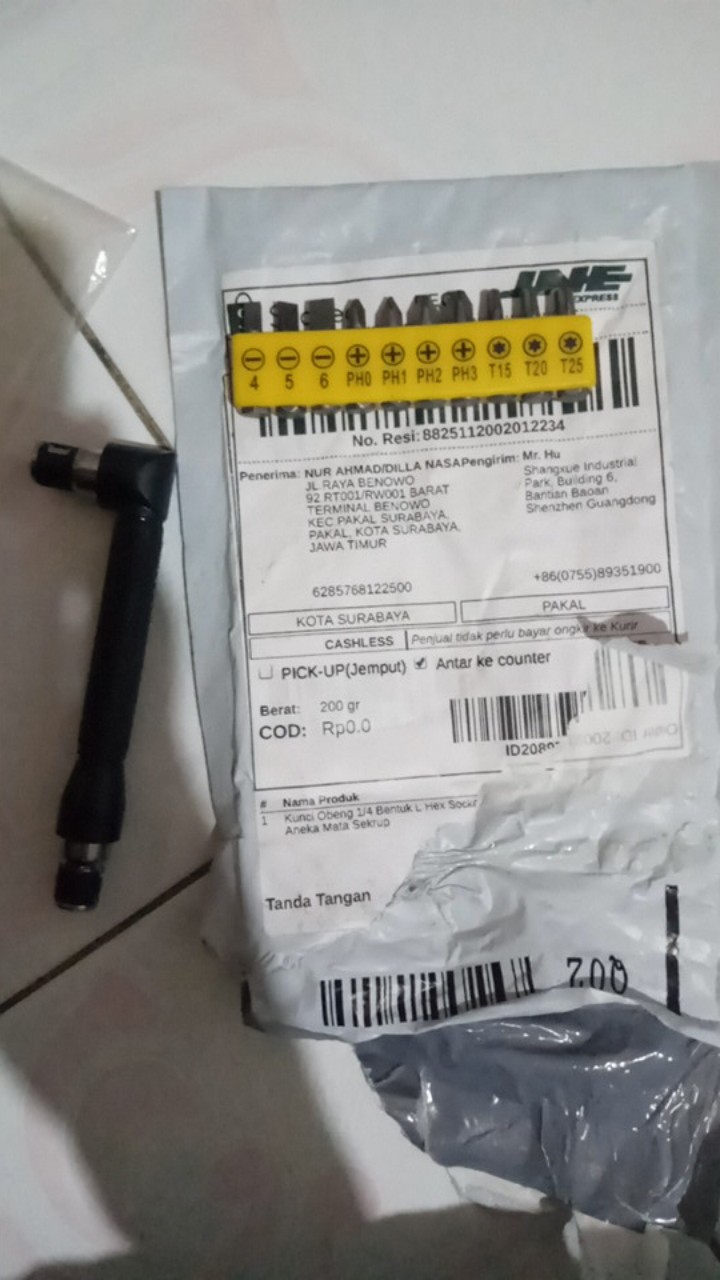 JNE
EXPRESS
4 5 6 PH0 PH1 PH2 PH3 T15 T20 T25
No. Resi: 8825112002012234
Penerima: NUR AHMAD/DILLA NASA
JL RAYA BENOWO
92 RT001/RW001 BARAT
TERMINAL BENOWO
KEC PAKAL SURABAYA,
PAKAL, KOTA SURABAYA,
JAWA TIMUR
6285768122500
Pengirim: Mr. Hu
Shangxue Industrial
Park, Building 6,
Bantian Baoan
Shenzhen Guangdong
+86(0755)89351900
KOTA SURABAYA PAKAL
CASHLESS Penjual tidak perlu bayar ongkir ke Kurir
PICK-UP(Jemput) Antar ke counter
Berat: 200 gr
COD: Rp0.0
# Nama Produk
1 Kunci Obeng 1/4 Bentuk L Hex
Aneka Mata Sekrup
Tanda Tangan